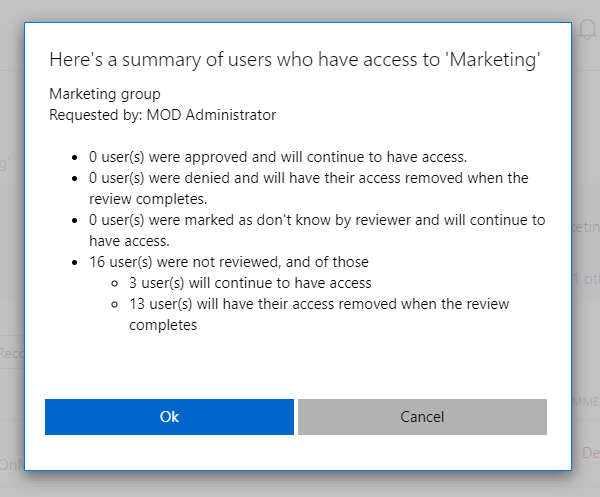 Here's a summary of users who have access to 'Marketing'
Marketing group
Requested by: MOD Administrator
0 user(s) were approved and will continue to have access.
0 user(s) were denied and will have their access removed when the
review completes.
0 user(s) were marked as don't know by reviewer and will continue to
have access.
16 user(s) were not reviewed, and of those
3 user(s) will continue to have access
13 user(s) will have their access removed when the review
completes
Ok
Cancel